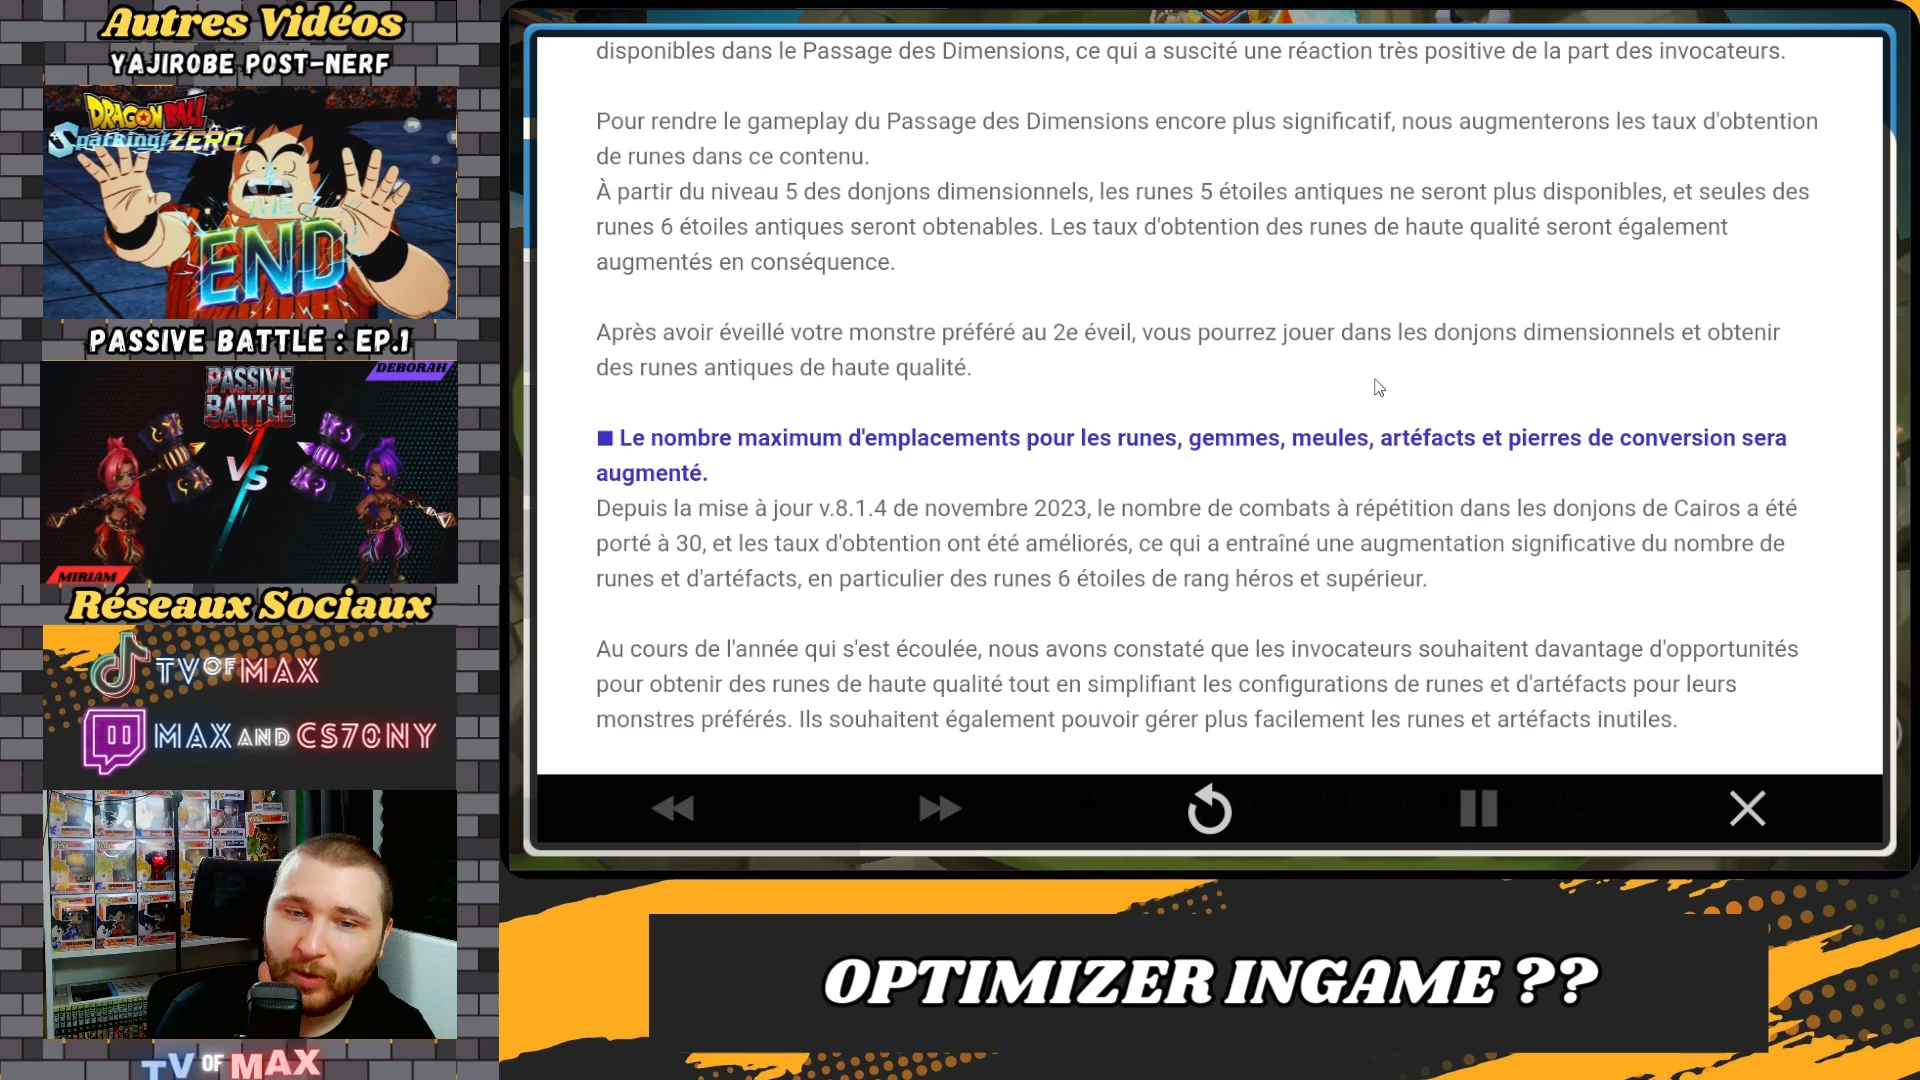 Autres Vidéos
YAJIROBE POST-NERF
DRAGON BALL
Sparking! ZERO
THE
END
PASSIVE BATTLE : EP.1
DEBORAH
PASSIVE
BATTLE
VS
MIRIAM
Réseaux Sociaux
TVOFMAX
MAX AND CS70NY
TV OF MAX
disponibles dans le Passage des Dimensions, ce qui a suscité une réaction très positive de la part des invocateurs.
Pour rendre le gameplay du Passage des Dimensions encore plus significatif, nous augmenterons les taux d'obtention
de runes dans ce contenu.
À partir du niveau 5 des donjons dimensionnels, les runes 5 étoiles antiques ne seront plus disponibles, et seules des
runes 6 étoiles antiques seront obtenables. Les taux d'obtention des runes de haute qualité seront également
augmentés en conséquence.
Après avoir éveillé votre monstre préféré au 2e éveil, vous pourrez jouer dans les donjons dimensionnels et obtenir
des runes antiques de haute qualité.
■ Le nombre maximum d'emplacements pour les runes, gemmes, meules, artéfacts et pierres de conversion sera
augmenté.
Depuis la mise à jour v.8.1.4 de novembre 2023, le nombre de combats à répétition dans les donjons de Cairos a été
porté à 30, et les taux d'obtention ont été améliorés, ce qui a entraîné une augmentation significative du nombre de
runes et d'artéfacts, en particulier des runes 6 étoiles de rang héros et supérieur.
Au cours de l'année qui s'est écoulée, nous avons constaté que les invocateurs souhaitent davantage d'opportunités
pour obtenir des runes de haute qualité tout en simplifiant les configurations de runes et d'artéfacts pour leurs
monstres préférés. Ils souhaitent également pouvoir gérer plus facilement les runes et artéfacts inutiles.
OPTIMIZER INGAME ??